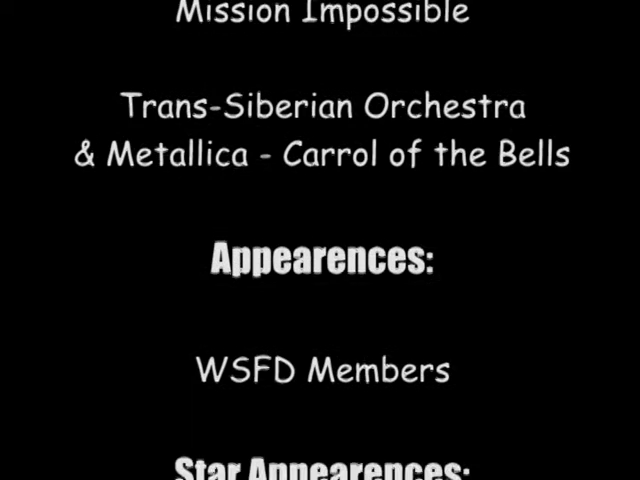 Mission Impossible
Trans-Siberian Orchestra
& Metallica - Carrol of the Bells
Appearences:
WSFD Members
Star Appearences: